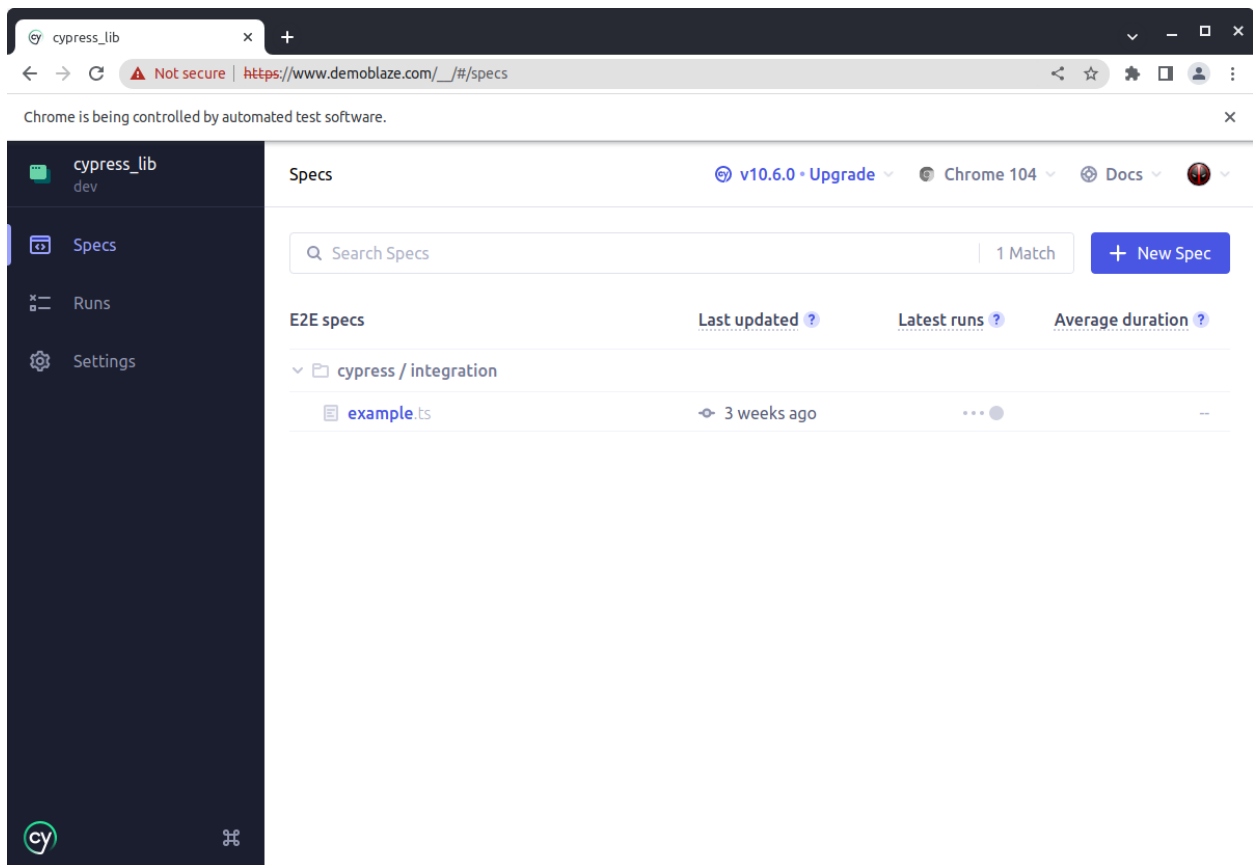 cypress_lib
Not secure | https://www.demoblaze.com/__/#/specs
Chrome is being controlled by automated test software.
cypress_lib
dev
Specs
v10.6.0 • Upgrade
Chrome 104
Docs
Specs
Search Specs
1 Match
+ New Spec
Runs
E2E specs
Last updated ?
Latest runs ?
Average duration ?
Settings
cypress / integration
example.ts
3 weeks ago
--
cy